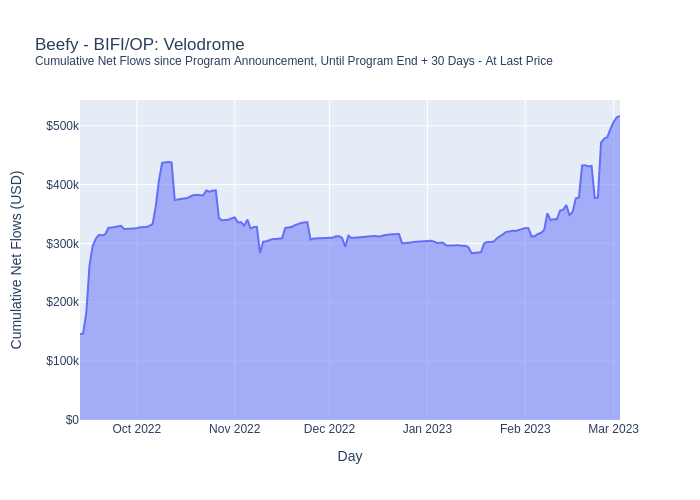 Beefy - BIFI/OP: Velodrome
Cumulative Net Flows since Program Announcement, Until Program End + 30 Days - At Last Price
Cumulative Net Flows (USD)
$500k
$400k
$300k
$200k
$100k
$0
Oct 2022
Nov 2022
Dec 2022
Jan 2023
Feb 2023
Mar 2023
Day